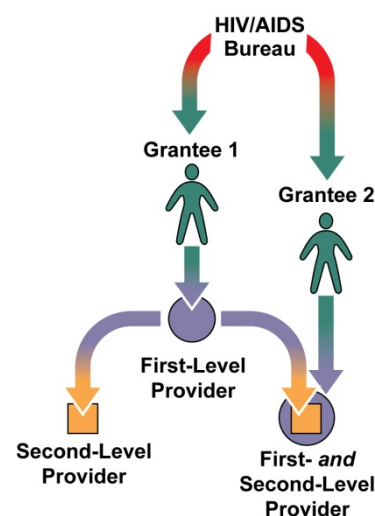 HIV/AIDS
Bureau
Grantee 1
Grantee 2
First-Level
Provider
Second-Level
Provider
First- and
Second-Level
Provider